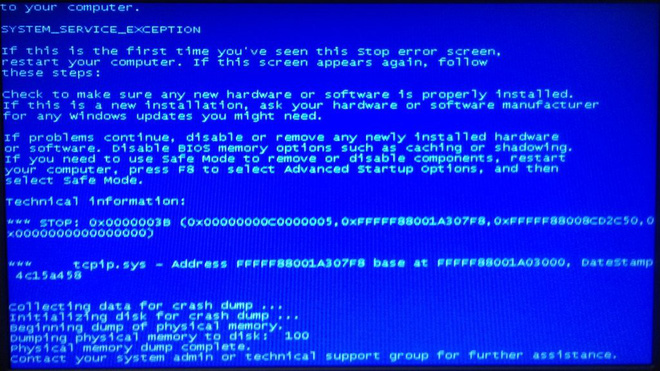 to your computer.
SYSTEM_SERVICE_EXCEPTION
If this is the first time you've seen this Stop error screen,
restart your computer. If this screen appears again, follow
these steps:
Check to make sure any new hardware or software is properly installed.
If this is a new installation, ask your hardware or software manufacturer
for any Windows updates you might need.
If problems continue, disable or remove any newly installed hardware
or software. Disable BIOS memory options such as caching or shadowing.
If you need to use Safe Mode to remove or disable components, restart
your computer, press F8 to select Advanced Startup Options, and then
select Safe Mode.
Technical information:
*** STOP: 0x0000003B (0x00000000C0000005,0xFFFFF88001A307F8,0xFFFFF88008CD2C50,0
x0000000000000000)
*** tcpip.sys - Address FFFFF88001A307F8 base at FFFFF88001A03000, DateStamp
4c15a458
Collecting data for crash dump ...
Initializing disk for crash dump ...
Beginning dump of physical memory.
Dumping physical memory to disk: 100
Physical memory dump complete.
Contact your system admin or technical support group for further assistance.